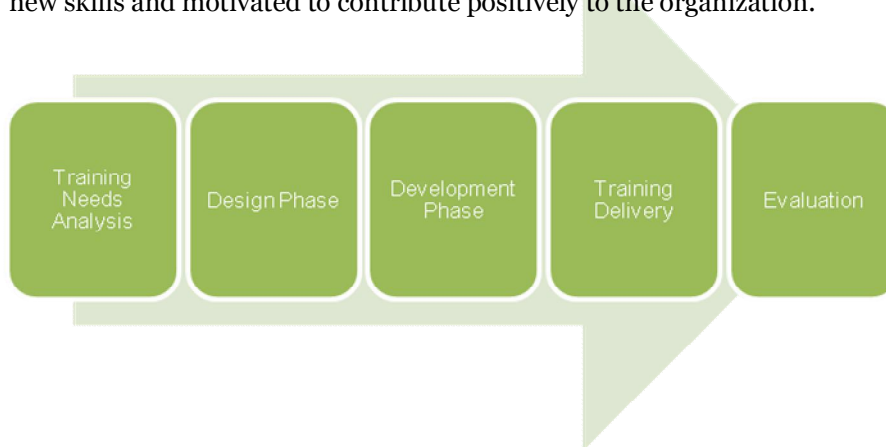 new skills and motivated to contribute positively to the organization.
Training
Needs
Analysis
Design Phase
Development
Phase
Training
Delivery
Evaluation